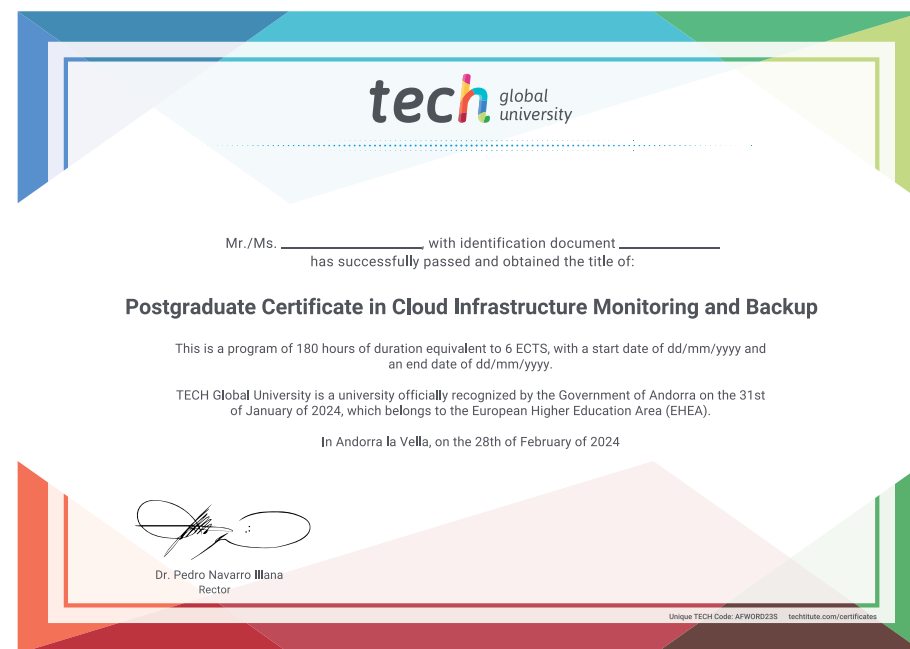 tech global university
Mr./Ms. ________________, with identification document ____________
has successfully passed and obtained the title of:
Postgraduate Certificate in Cloud Infrastructure Monitoring and Backup
This is a program of 180 hours of duration equivalent to 6 ECTS, with a start date of dd/mm/yyyy and
an end date of dd/mm/yyyy.
TECH Global University is a university officially recognized by the Government of Andorra on the 31st
of January of 2024, which belongs to the European Higher Education Area (EHEA).
In Andorra la Vella, on the 28th of February of 2024
Dr. Pedro Navarro Illana
Rector
Unique TECH Code: AFWORD23S techtitute.com/certificates